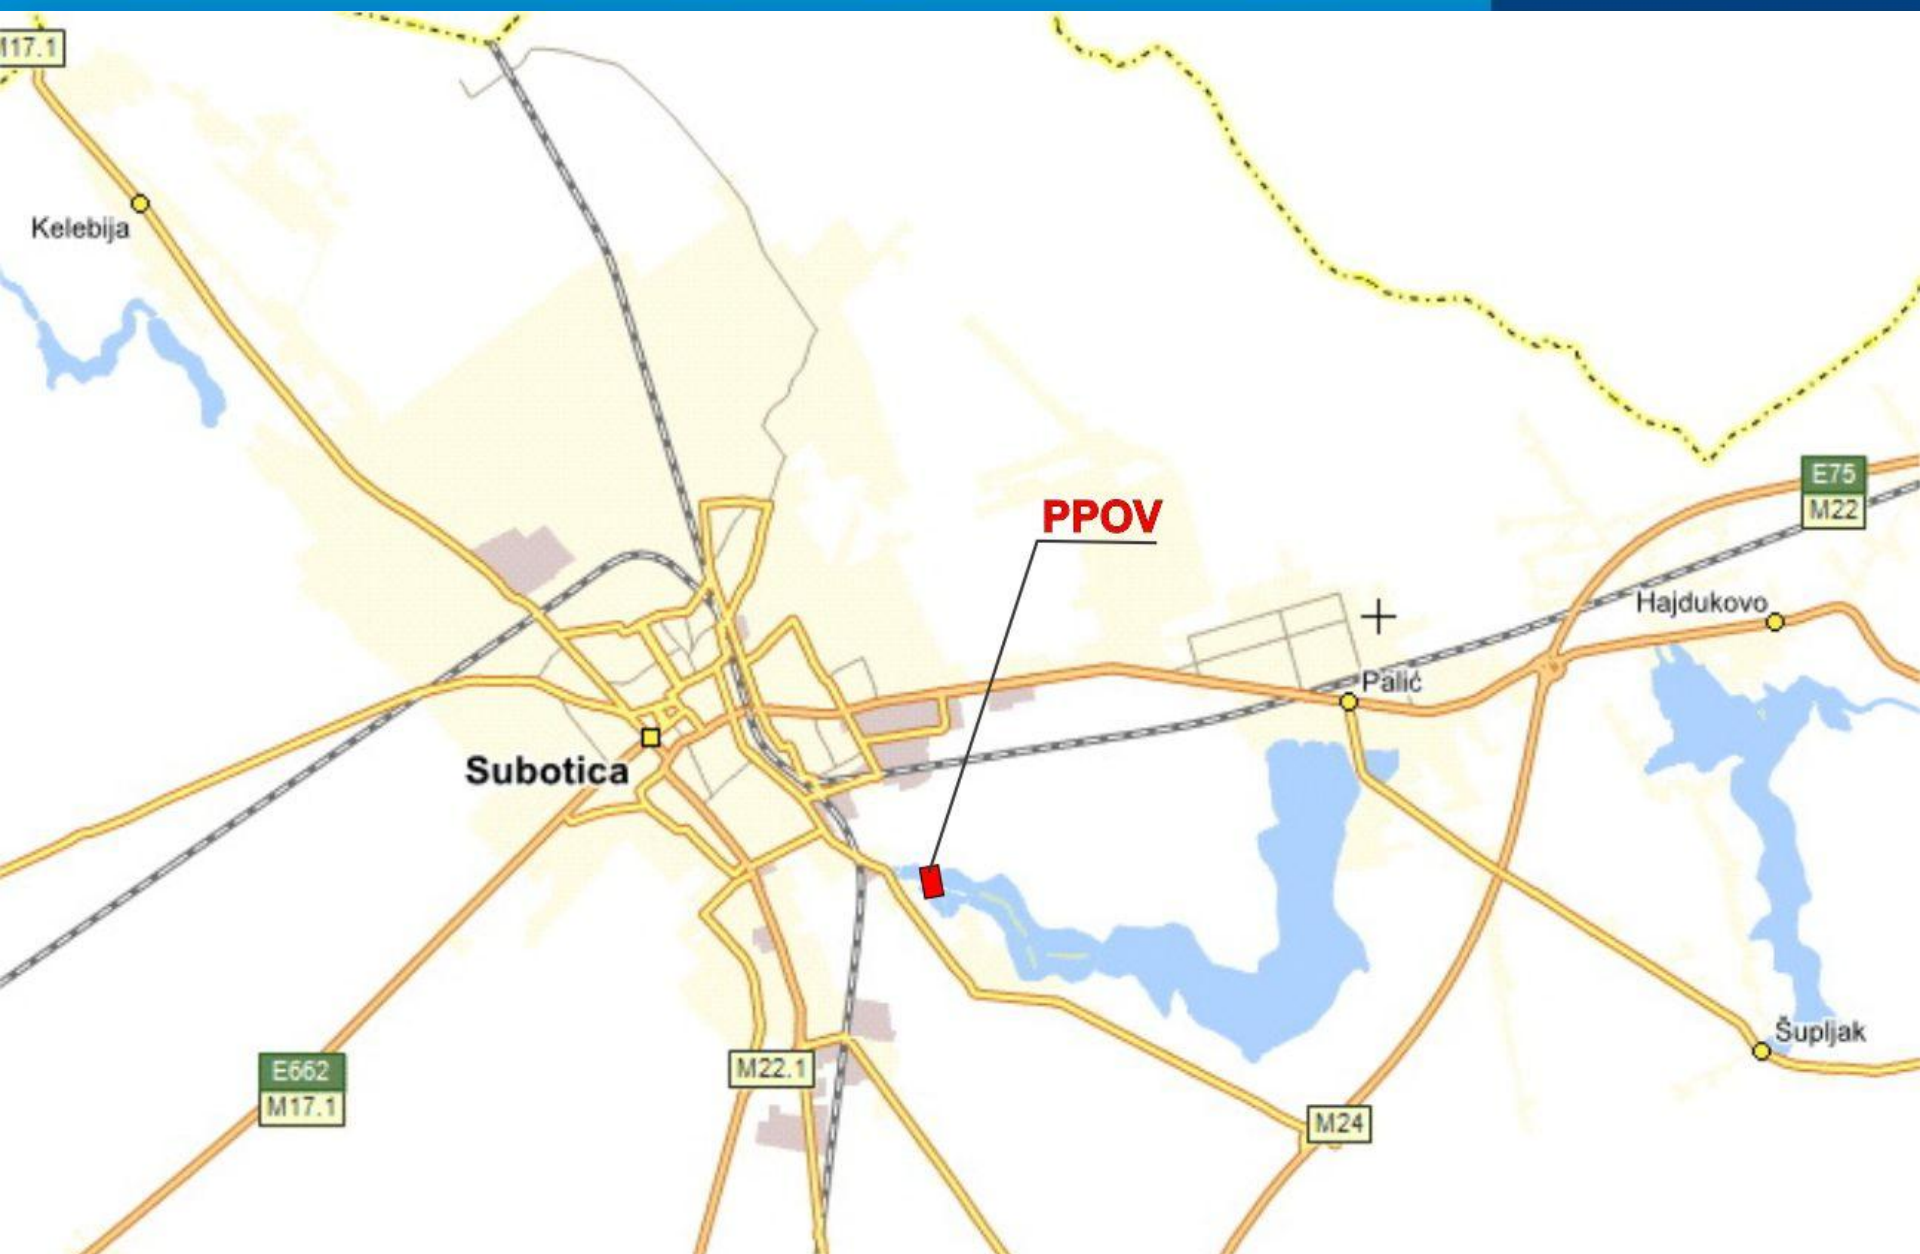 M17.1
Kelebija
E75
M22
PPOV
Hajdukovo
Palić
Subotica
Šupljak
E662
M17.1
M22.1
M24